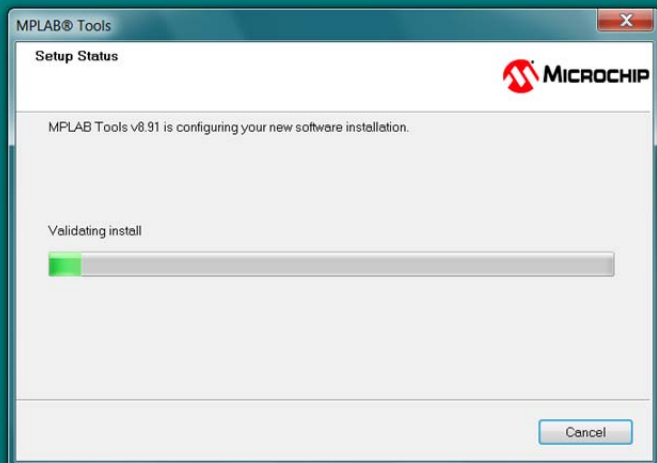 MPLAB® Tools
Setup Status
MICROCHIP
MPLAB Tools v8.91 is configuring your new software installation.
Validating install
Cancel